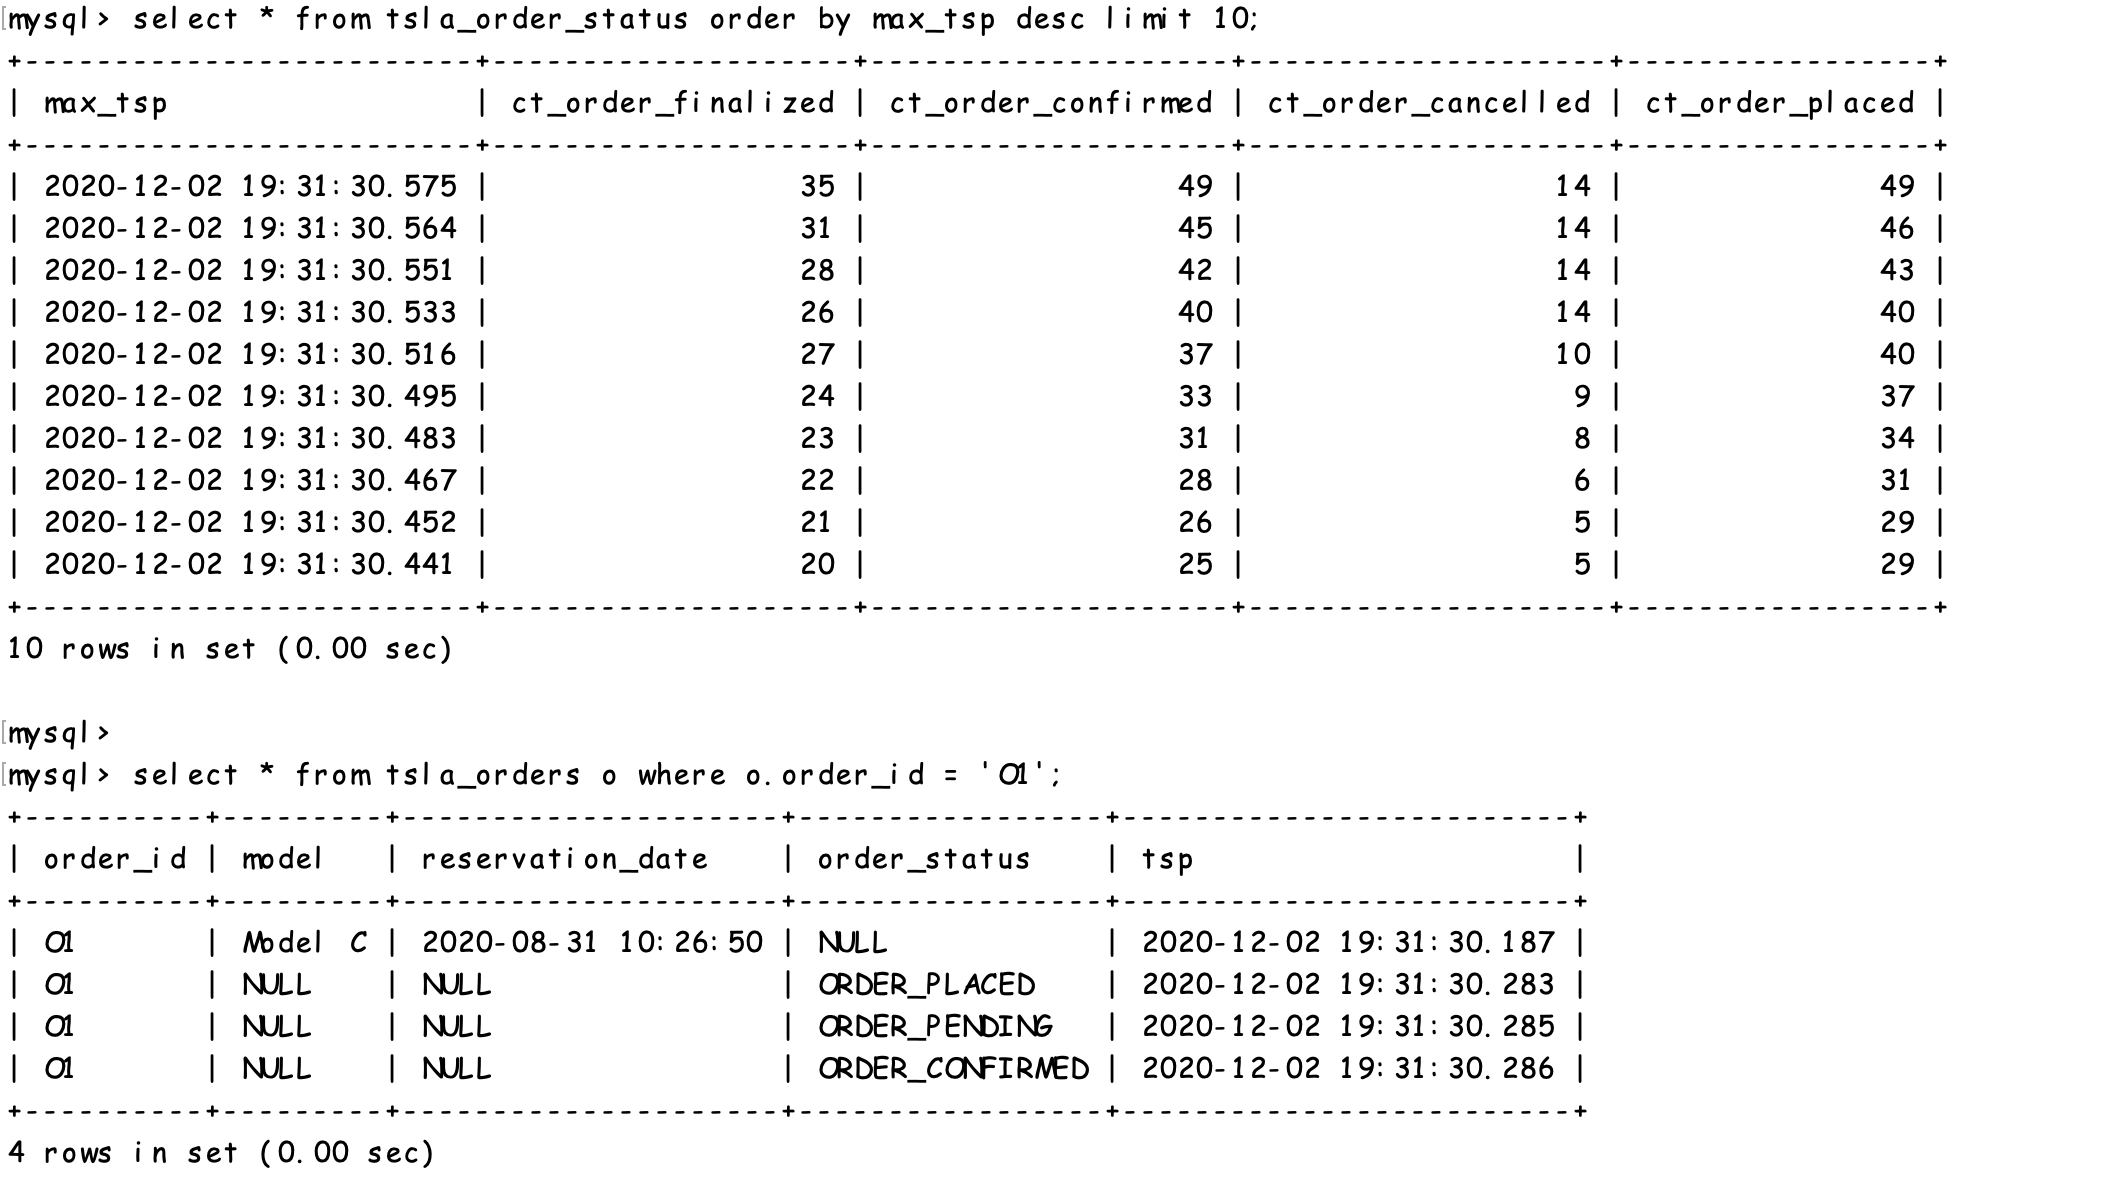 mysql> select * from tsla_order_status order by max_tsp desc limit 10;
+-------------------------+--------------------+--------------------+--------------------+-----------------+
| max_tsp                 | ct_order_finalized | ct_order_confirmed | ct_order_cancelled | ct_order_placed |
+-------------------------+--------------------+--------------------+--------------------+-----------------+
| 2020-12-02 19:31:30.575 |                 35 |                 49 |                 14 |              49 |
| 2020-12-02 19:31:30.564 |                 31 |                 45 |                 14 |              46 |
| 2020-12-02 19:31:30.551 |                 28 |                 42 |                 14 |              43 |
| 2020-12-02 19:31:30.533 |                 26 |                 40 |                 14 |              40 |
| 2020-12-02 19:31:30.516 |                 27 |                 37 |                 10 |              40 |
| 2020-12-02 19:31:30.495 |                 24 |                 33 |                  9 |              37 |
| 2020-12-02 19:31:30.483 |                 23 |                 31 |                  8 |              34 |
| 2020-12-02 19:31:30.467 |                 22 |                 28 |                  6 |              31 |
| 2020-12-02 19:31:30.452 |                 21 |                 26 |                  5 |              29 |
| 2020-12-02 19:31:30.441 |                 20 |                 25 |                  5 |              29 |
+-------------------------+--------------------+--------------------+--------------------+-----------------+
10 rows in set (0.00 sec)
mysql>
mysql> select * from tsla_orders o where o.order_id = 'O1';
+----------+---------+---------------------+-----------------+-------------------------+
| order_id | model   | reservation_date    | order_status    | tsp                     |
+----------+---------+---------------------+-----------------+-------------------------+
| O1       | Model C | 2020-08-31 10:26:50 | NULL            | 2020-12-02 19:31:30.187 |
| O1       | NULL    | NULL                | ORDER_PLACED    | 2020-12-02 19:31:30.283 |
| O1       | NULL    | NULL                | ORDER_PENDING   | 2020-12-02 19:31:30.285 |
| O1       | NULL    | NULL                | ORDER_CONFIRMED | 2020-12-02 19:31:30.286 |
+----------+---------+---------------------+-----------------+-------------------------+
4 rows in set (0.00 sec)